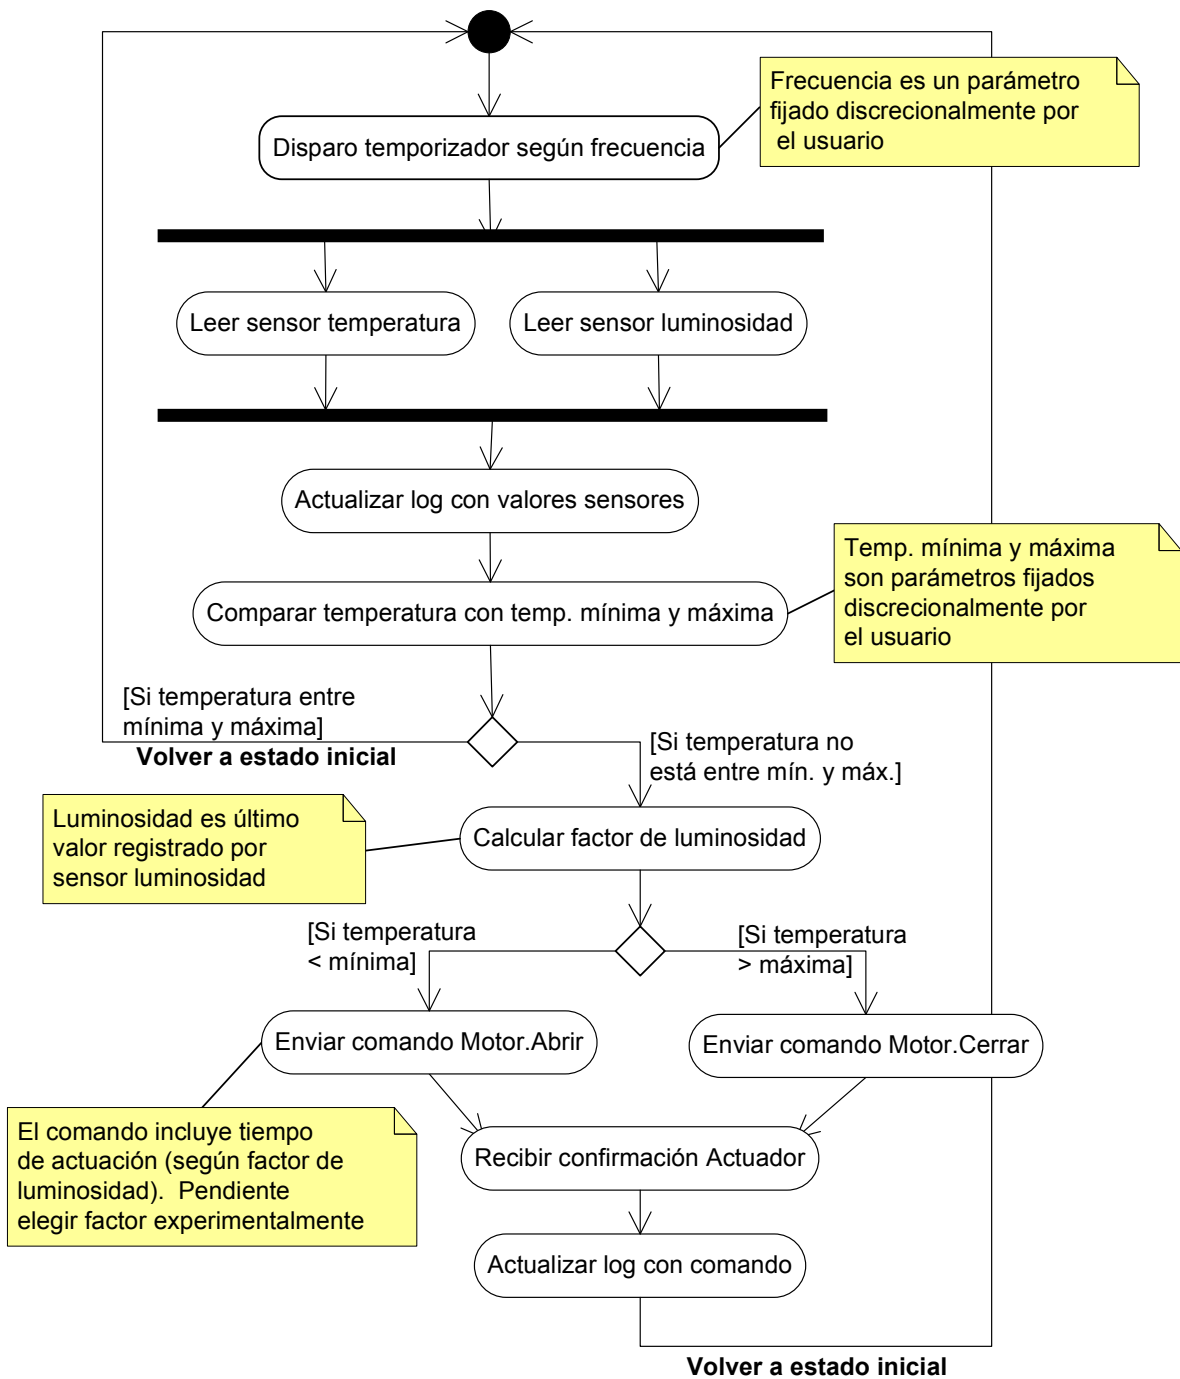 Frecuencia es un parámetro
fijado discrecionalmente por
el usuario
Disparo temporizador según frecuencia
Leer sensor temperatura
Leer sensor luminosidad
Actualizar log con valores sensores
Temp. mínima y máxima
son parámetros fijados
discrecionalmente por
el usuario
Comparar temperatura con temp. mínima y máxima
[Si temperatura entre
mínima y máxima]
Volver a estado inicial
[Si temperatura no
está entre mín. y máx.]
Luminosidad es último
valor registrado por
sensor luminosidad
Calcular factor de luminosidad
[Si temperatura
< mínima]
[Si temperatura
> máxima]
Enviar comando Motor.Abrir
Enviar comando Motor.Cerrar
El comando incluye tiempo
de actuación (según factor de
luminosidad). Pendiente
elegir factor experimentalmente
Recibir confirmación Actuador
Actualizar log con comando
Volver a estado inicial